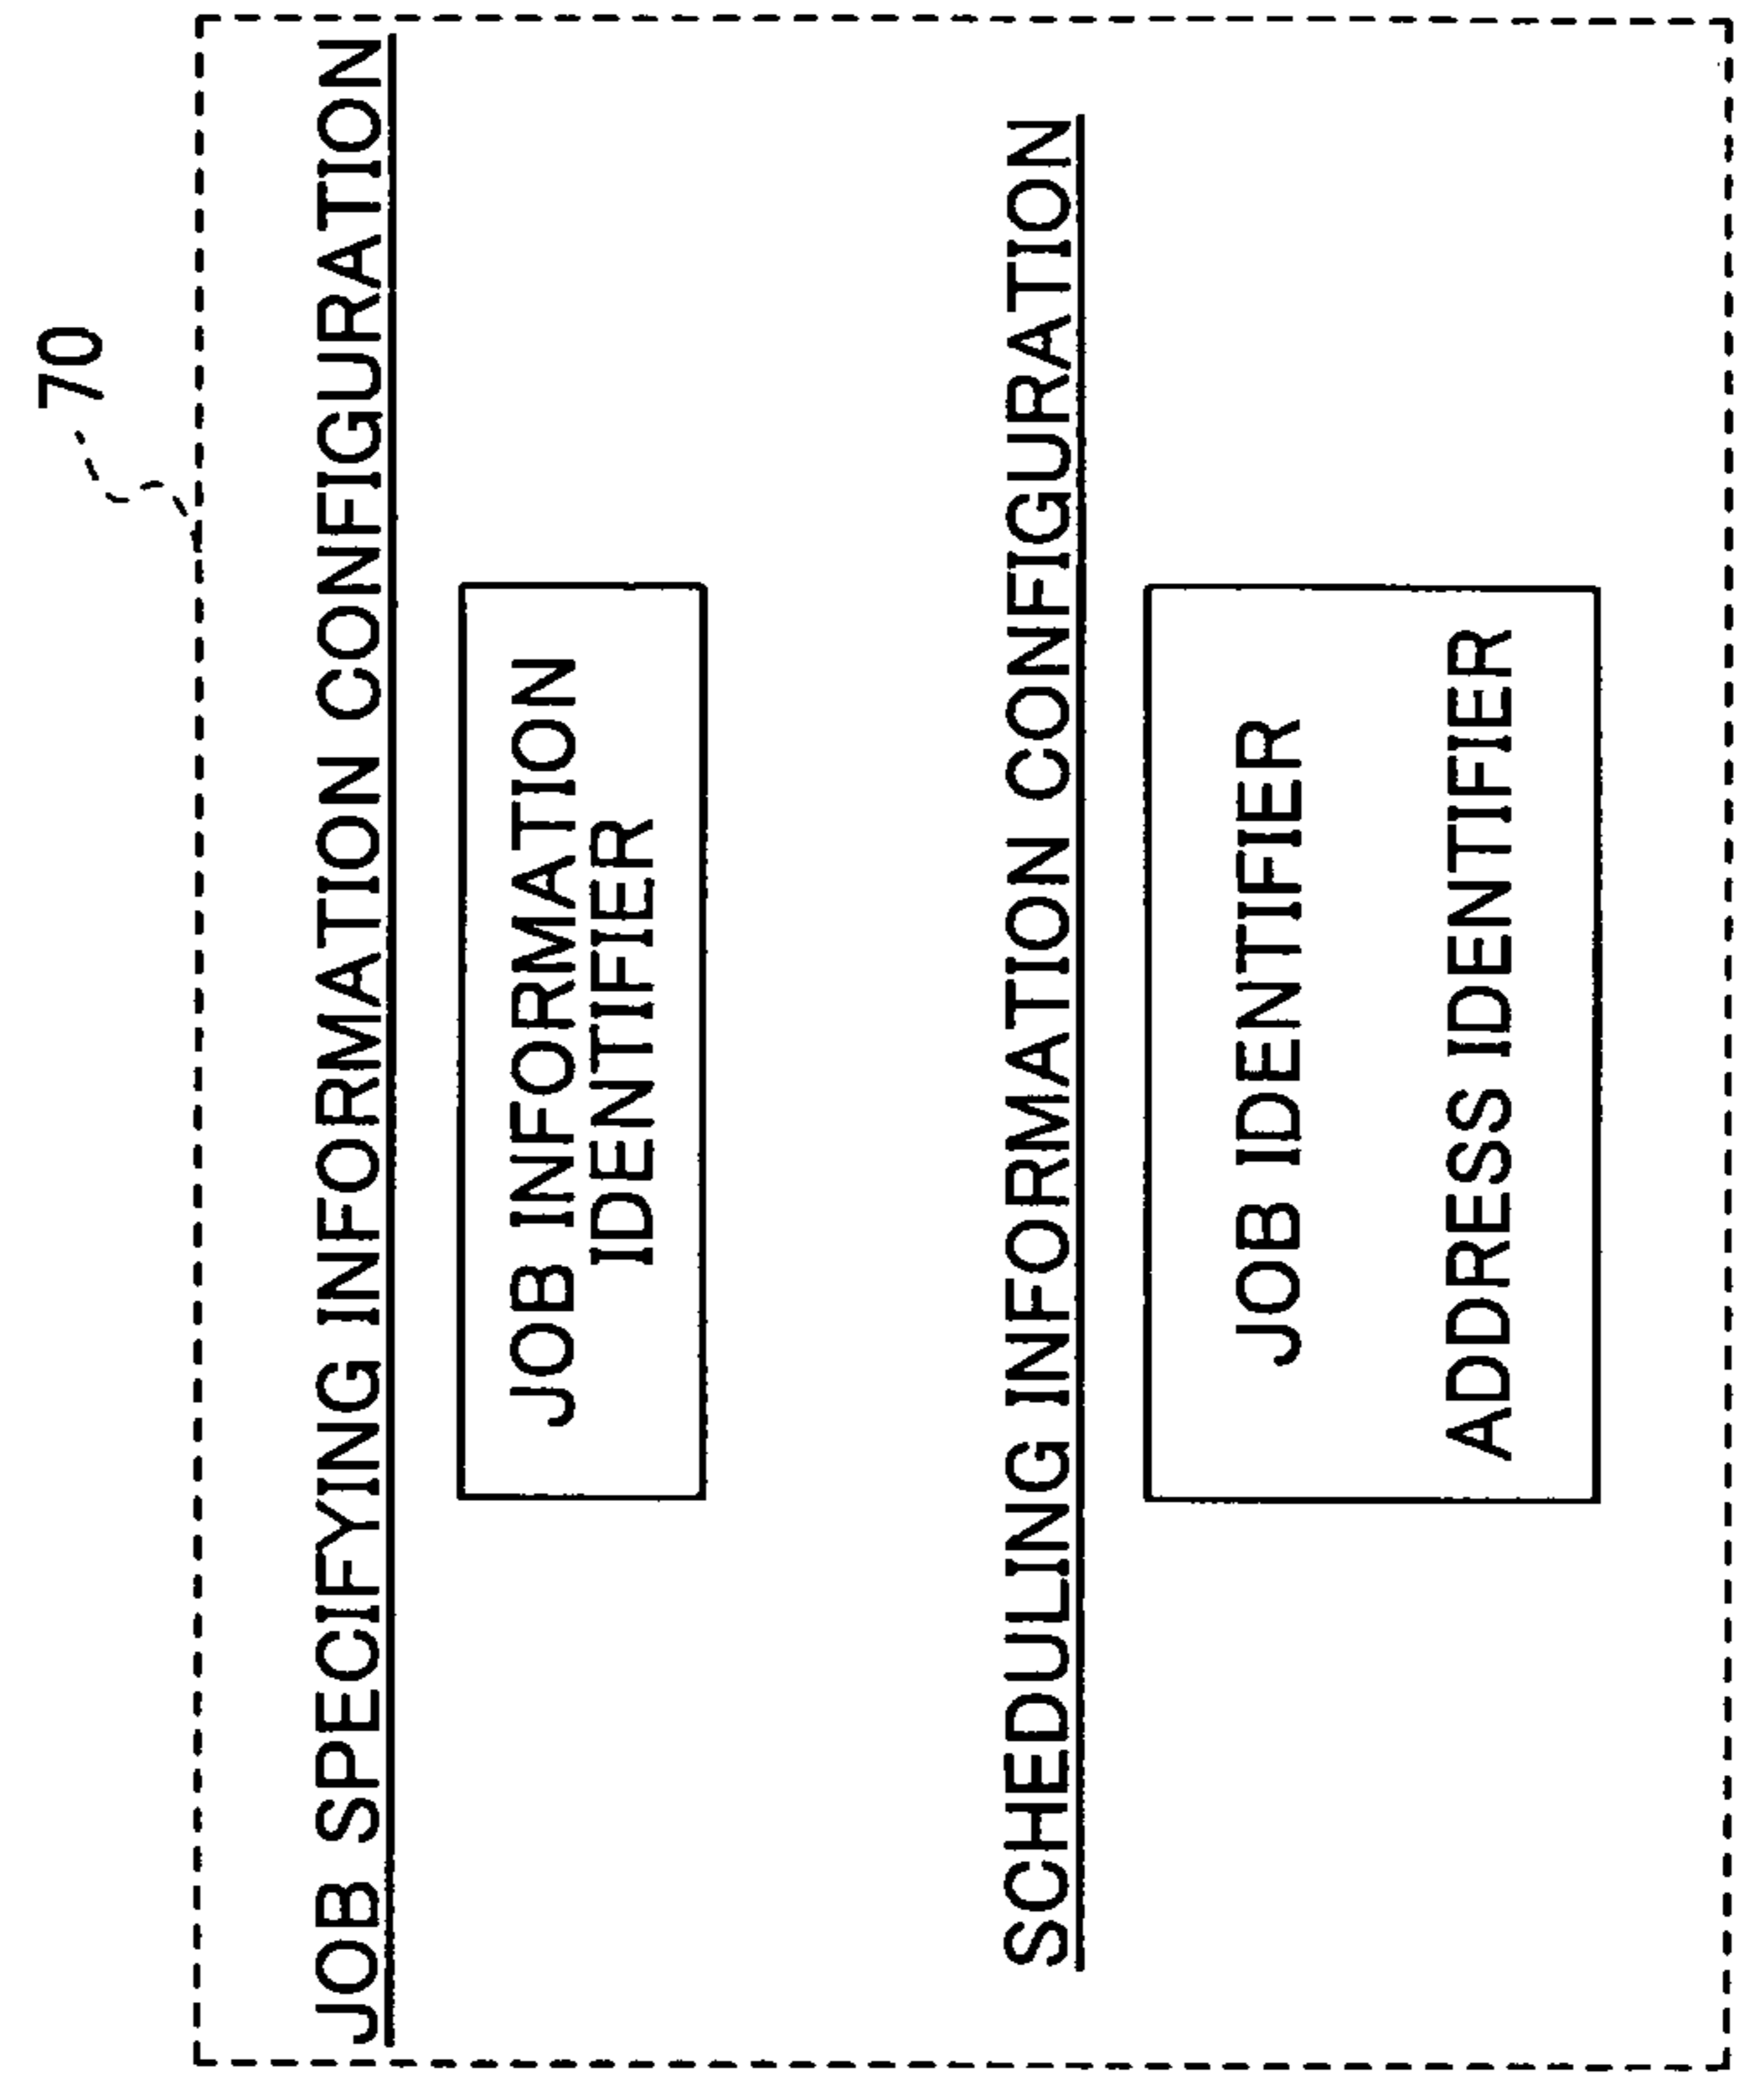 70
JOB SPECIFYING INFORMATION CONFIGURATION
JOB INFORMATION
IDENTIFIER
SCHEDULING INFORMATION CONFIGURATION
JOB IDENTIFIER
ADDRESS IDENTIFIER